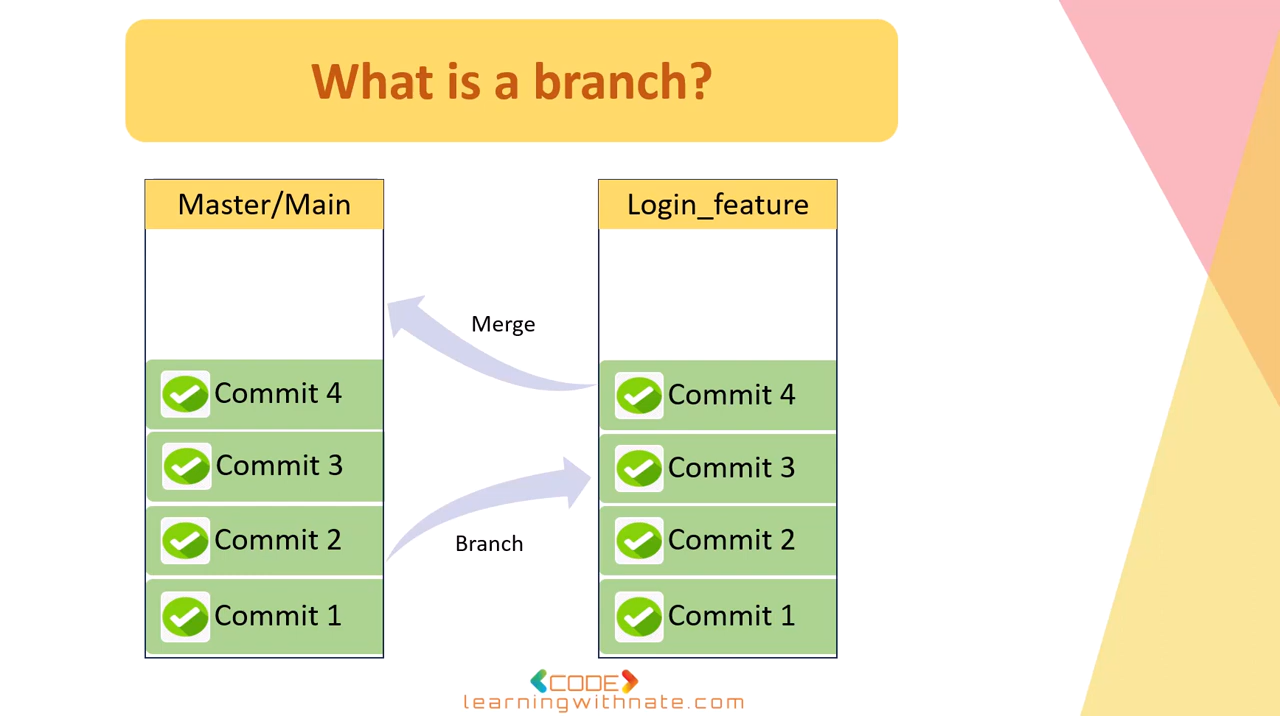 What is a branch?
Master/Main
Login_feature
Merge
Commit 4
Commit 4
Commit 3
Commit 3
Branch
Commit 2
Commit 2
Commit 1
Commit 1
CODE
learningwithnate.com